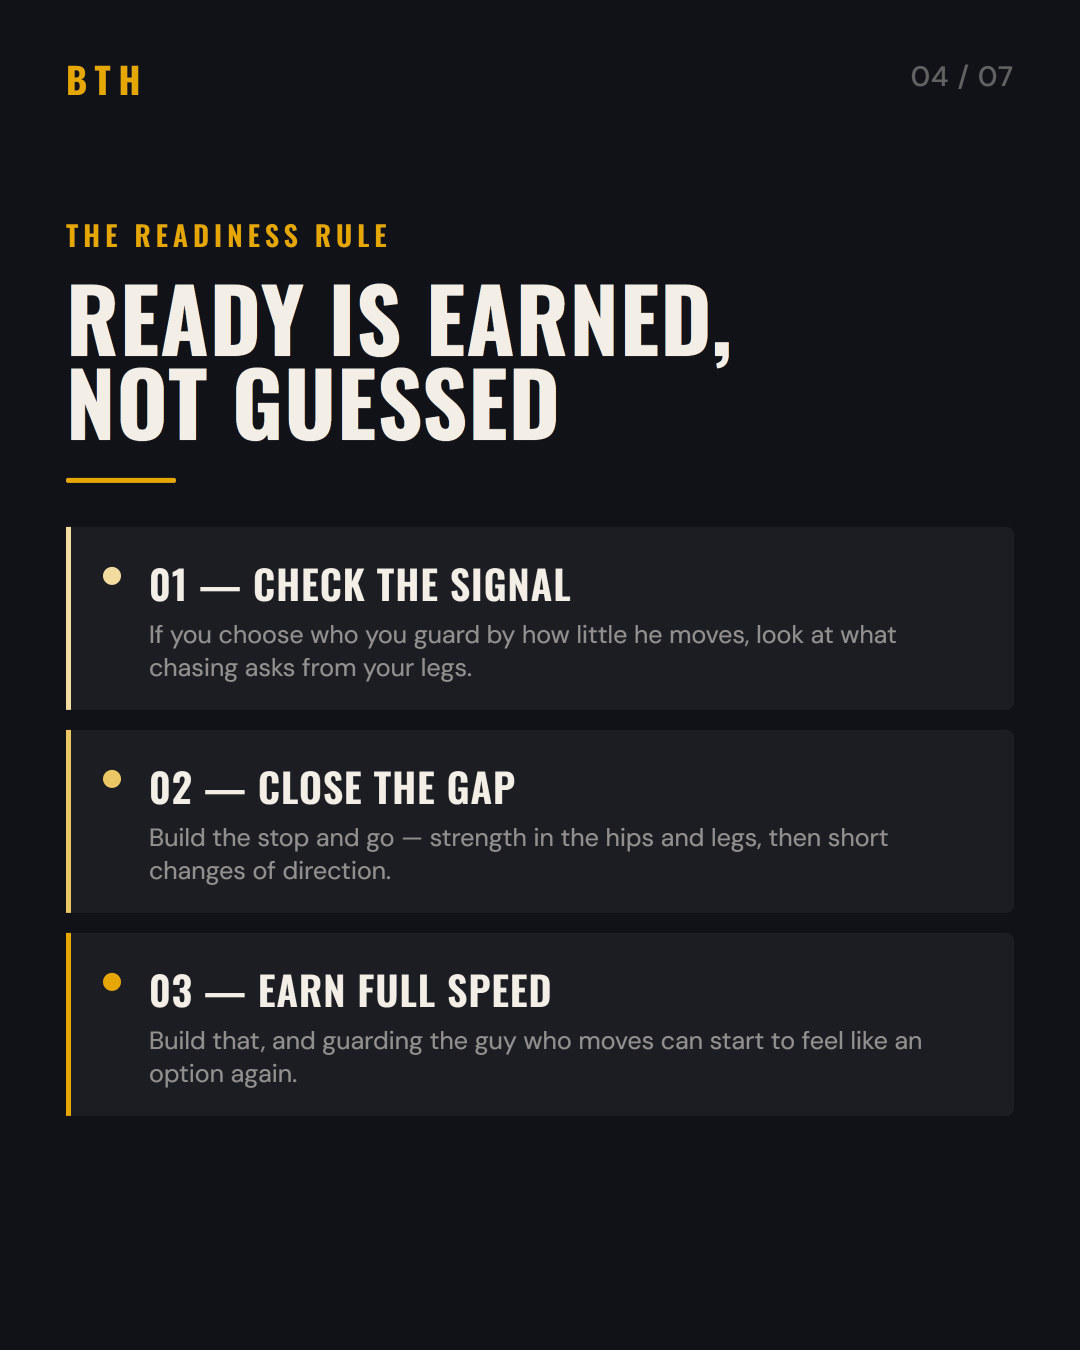 BTH
04 / 07
THE READINESS RULE
READY IS EARNED,
NOT GUESSED
01 — CHECK THE SIGNAL
If you choose who you guard by how little he moves, look at what
chasing asks from your legs.
02 — CLOSE THE GAP
Build the stop and go — strength in the hips and legs, then short
changes of direction.
03 — EARN FULL SPEED
Build that, and guarding the guy who moves can start to feel like an
option again.